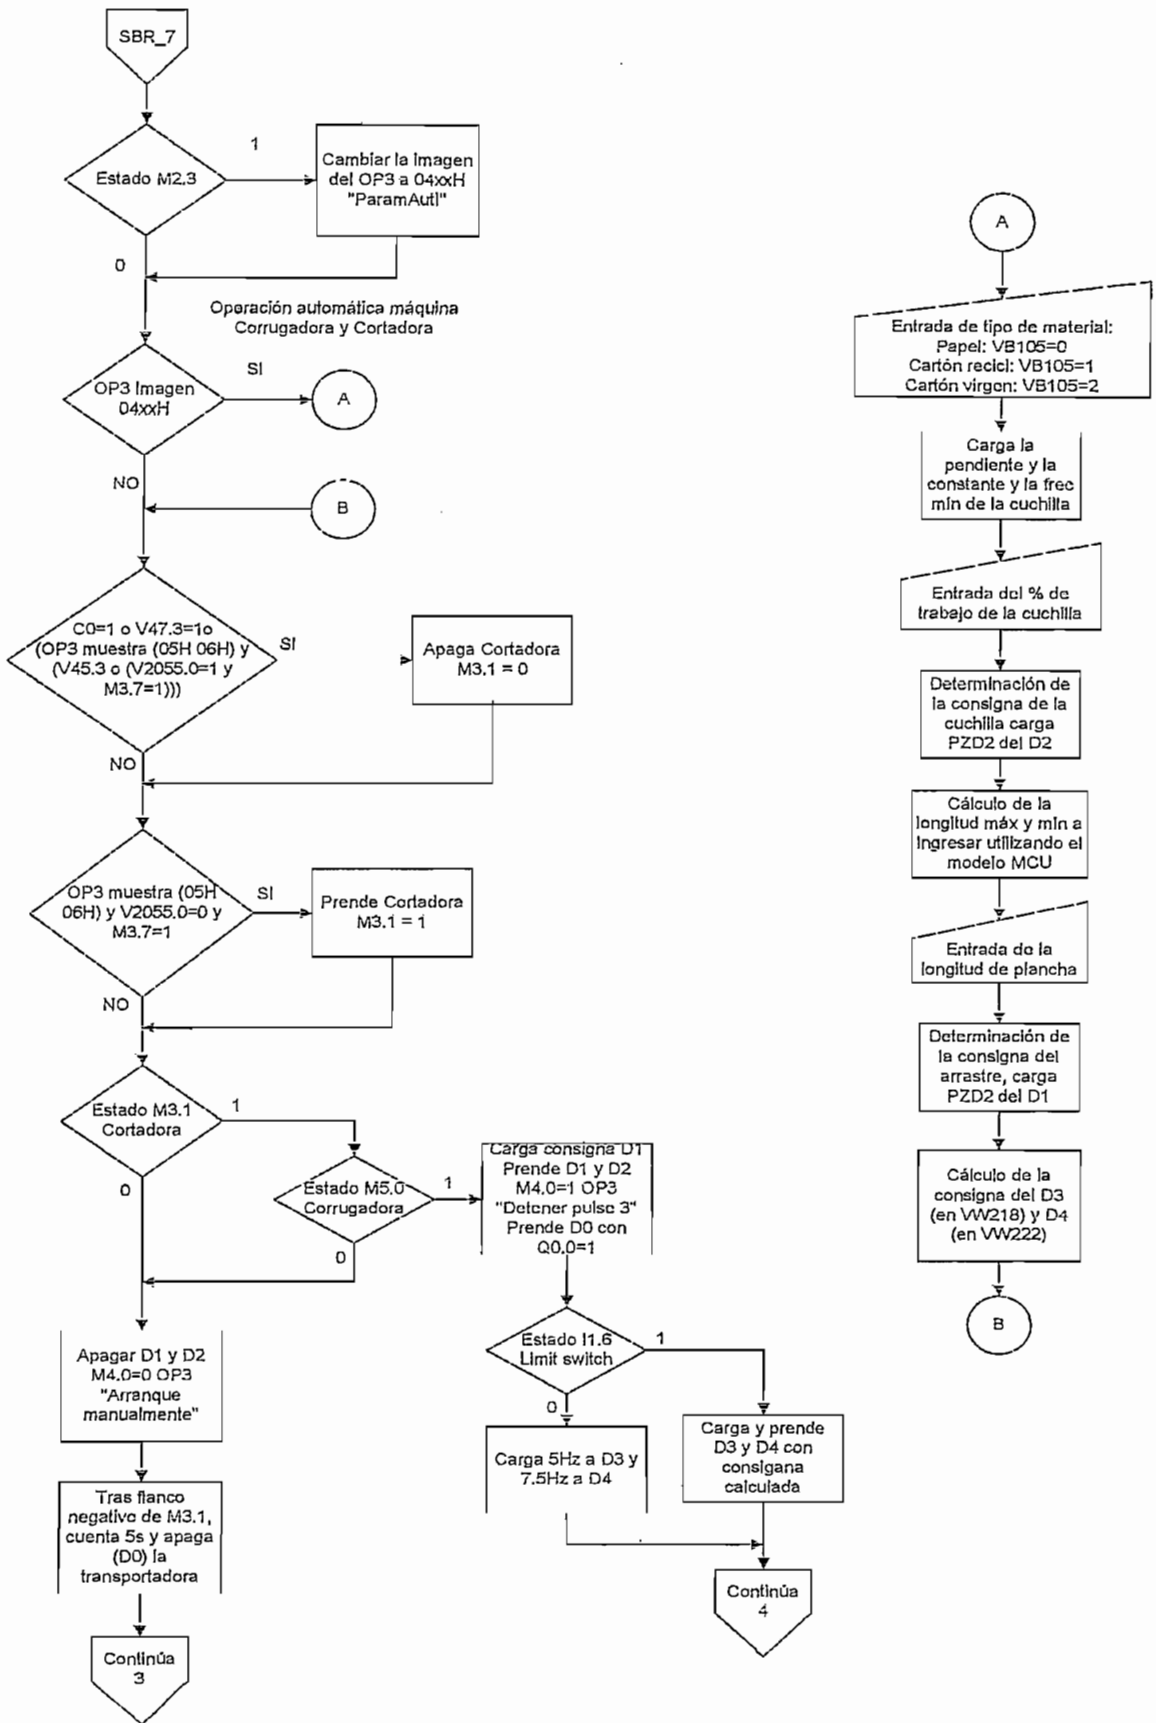 SBR_7
Estado M2.3
1
Cambiar la imagen
del OP3 a 04xxH
"ParamAutI"
0
Operación automática máquina
Corrugadora y Cortadora
OP3 Imagen
04xxH
SI
A
NO
B
C0=1 o V47.3=1o
(OP3 muestra (05H 06H) y
(V45.3 o (V2055.0=1 y
M3.7=1)))
SI
Apaga Cortadora
M3.1 = 0
NO
OP3 muestra (05H
06H) y V2055.0=0 y
M3.7=1
SI
Prende Cortadora
M3.1 = 1
NO
Estado M3.1
Cortadora
1
0
Estado M5.0
Corrugadora
1
0
Carga consigna D1
Prende D1 y D2
M4.0=1 OP3
"Detener pulse 3"
Prende D0 con
Q0.0=1
Estado I1.6
Limit switch
1
0
Carga 5Hz a D3 y
7.5Hz a D4
Carga y prende
D3 y D4 con
consigana
calculada
Continúa
4
Apagar D1 y D2
M4.0=0 OP3
"Arranque
manualmente"
Tras flanco
negativo de M3.1,
cuenta 5s y apaga
(D0) la
transportadora
Continúa
3
A
Entrada de tipo de material:
Papel: VB105=0
Cartón recicl: VB105=1
Cartón virgen: VB105=2
Carga la
pendiente y la
constante y la frec
mín de la cuchilla
Entrada del % de
trabajo de la cuchilla
Determinación de
la consigna de la
cuchilla carga
PZD2 del D2
Cálculo de la
longitud máx y mín a
ingresar utilizando el
modelo MCU
Entrada de la
longitud de plancha
Determinación de
la consigna del
arrastre, carga
PZD2 del D1
Cálculo de la
consigna del D3
(en VW218) y D4
(en VW222)
B